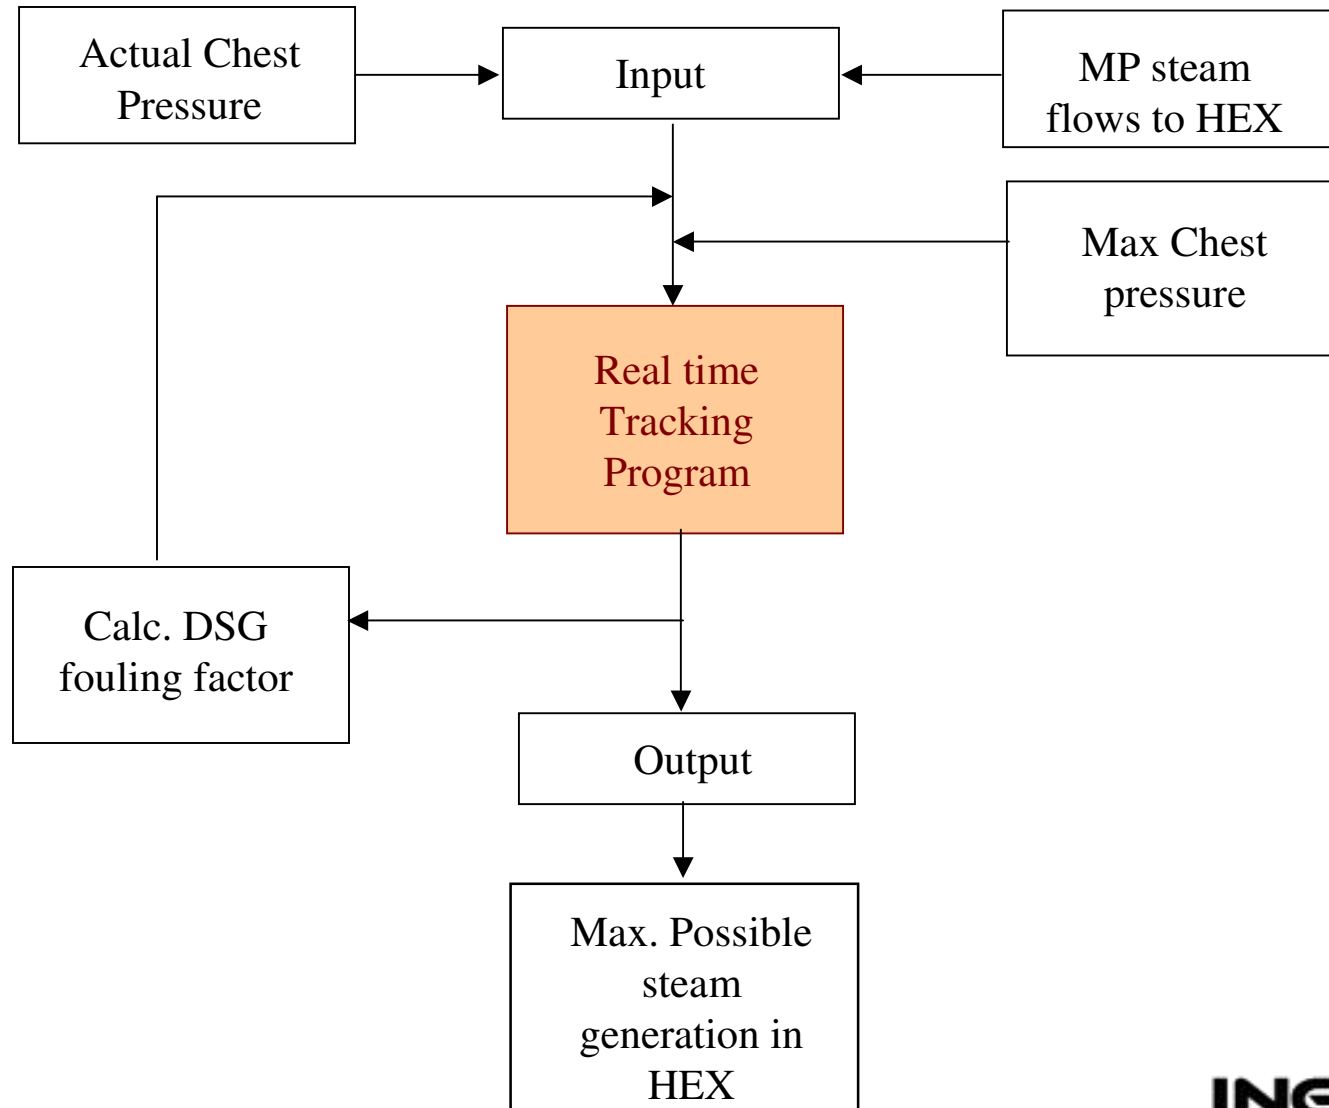 Actual Chest
Pressure
Input
MP steam
flows to HEX
Max Chest
pressure
Real time
Tracking
Program
Calc. DSG
fouling factor
Output
Max. Possible
steam
generation in
HEX